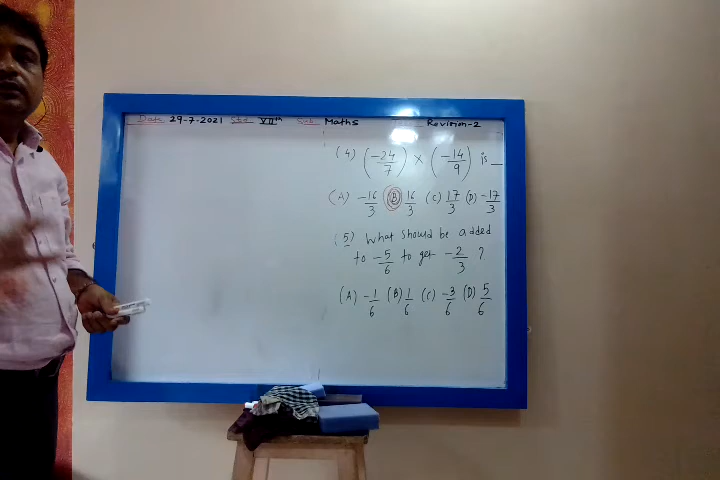 Date 29-7-2021 Std VIIth Sub: Maths Revision-2
(4) (-24/7) × (-14/9) is _
(A) -16/3 (B) 16/3 (C) 17/3 (D) -17/3
(5) What should be added
to -5/6 to get -2/3 ?
(A) -1/6 (B) 1/6 (C) -3/6 (D) 5/6